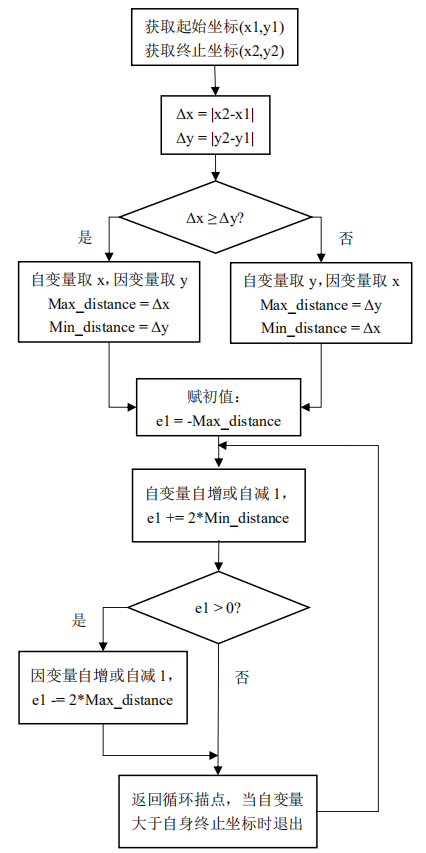 获取起始坐标(x1,y1)
获取终止坐标(x2,y2)
Δx = |x2-x1|
Δy = |y2-y1|
Δx ≥ Δy?
是
否
自变量取 x，因变量取 y
Max_distance = Δx
Min_distance = Δy
自变量取 y，因变量取 x
Max_distance = Δy
Min_distance = Δx
赋初值：
e1 = -Max_distance
自变量自增或自减 1，
e1 += 2*Min_distance
e1 > 0?
是
否
因变量自增或自减 1，
e1 -= 2*Max_distance
返回循环描点，当自变量
大于自身终止坐标时退出